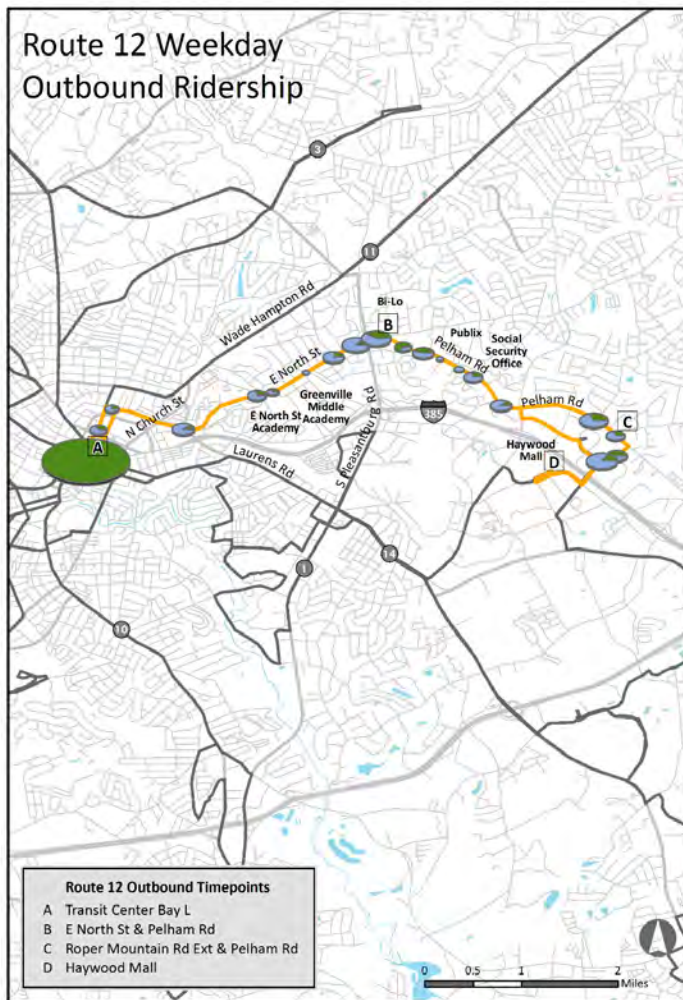 Route 12 Weekday
Outbound Ridership
3
11
Wade Hampton Rd
Bi-Lo
B
Publix
Social
Security
Office
Pelham Rd
E North St
Greenville
Middle
Academy
E North St
Academy
N Church St
S Pleasantburg Rd
385
Pelham Rd
C
Haywood
Mall
D
A
Laurens Rd
14
1
10
Route 12 Outbound Timepoints
A Transit Center Bay L
B E North St & Pelham Rd
C Roper Mountain Rd Ext & Pelham Rd
D Haywood Mall
0 0.5 1 2
Miles